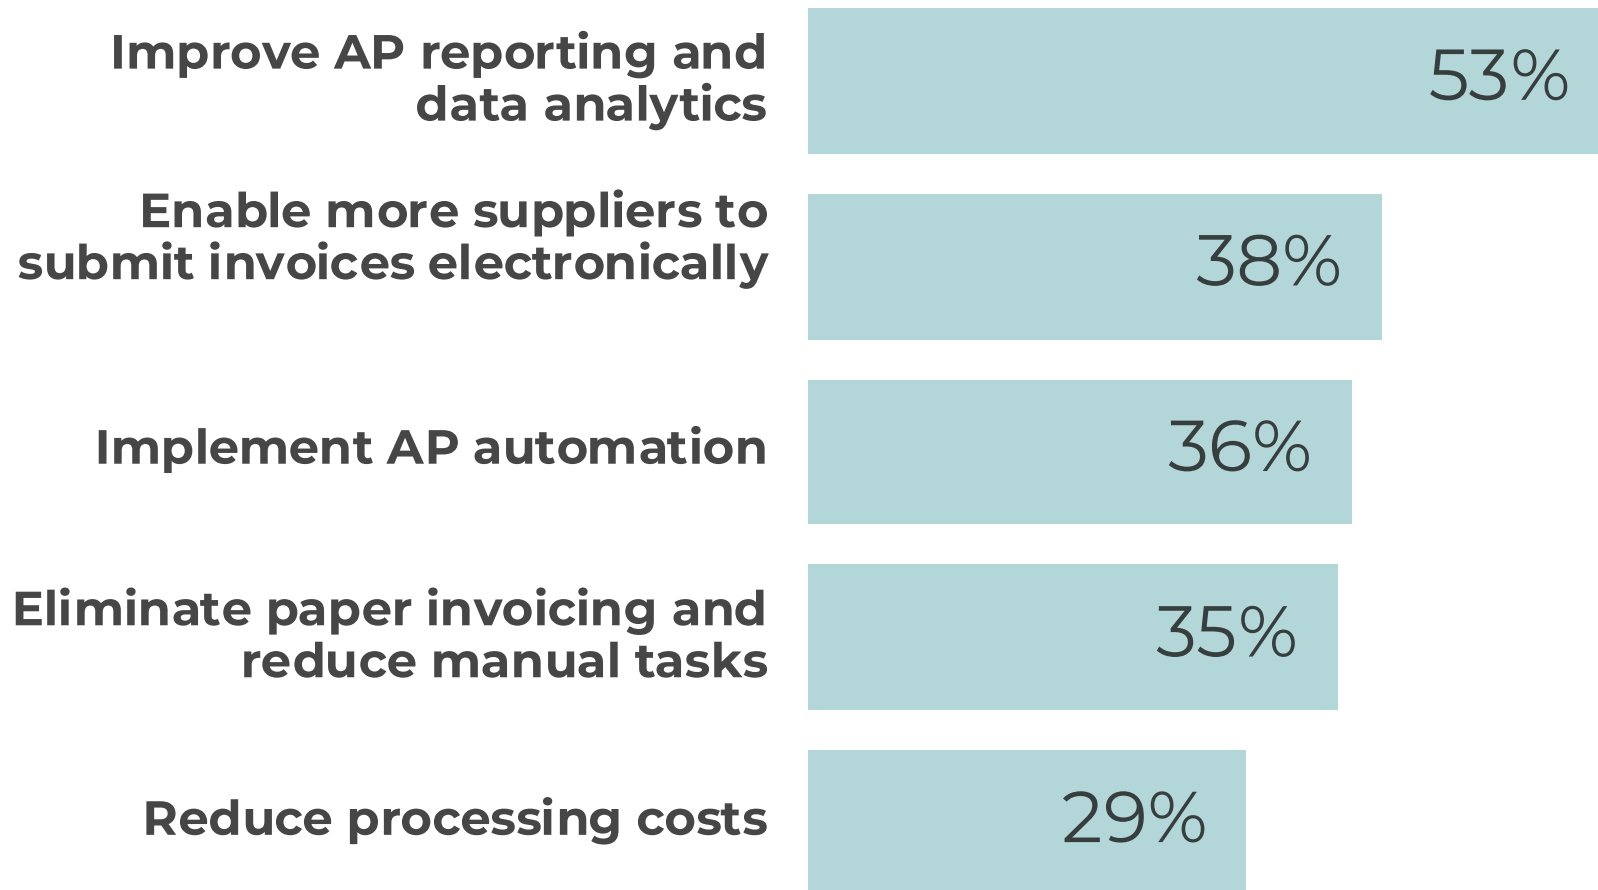 Improve AP reporting and
data analytics
53%
Enable more suppliers to
submit invoices electronically
38%
Implement AP automation
36%
Eliminate paper invoicing and
reduce manual tasks
35%
Reduce processing costs
29%